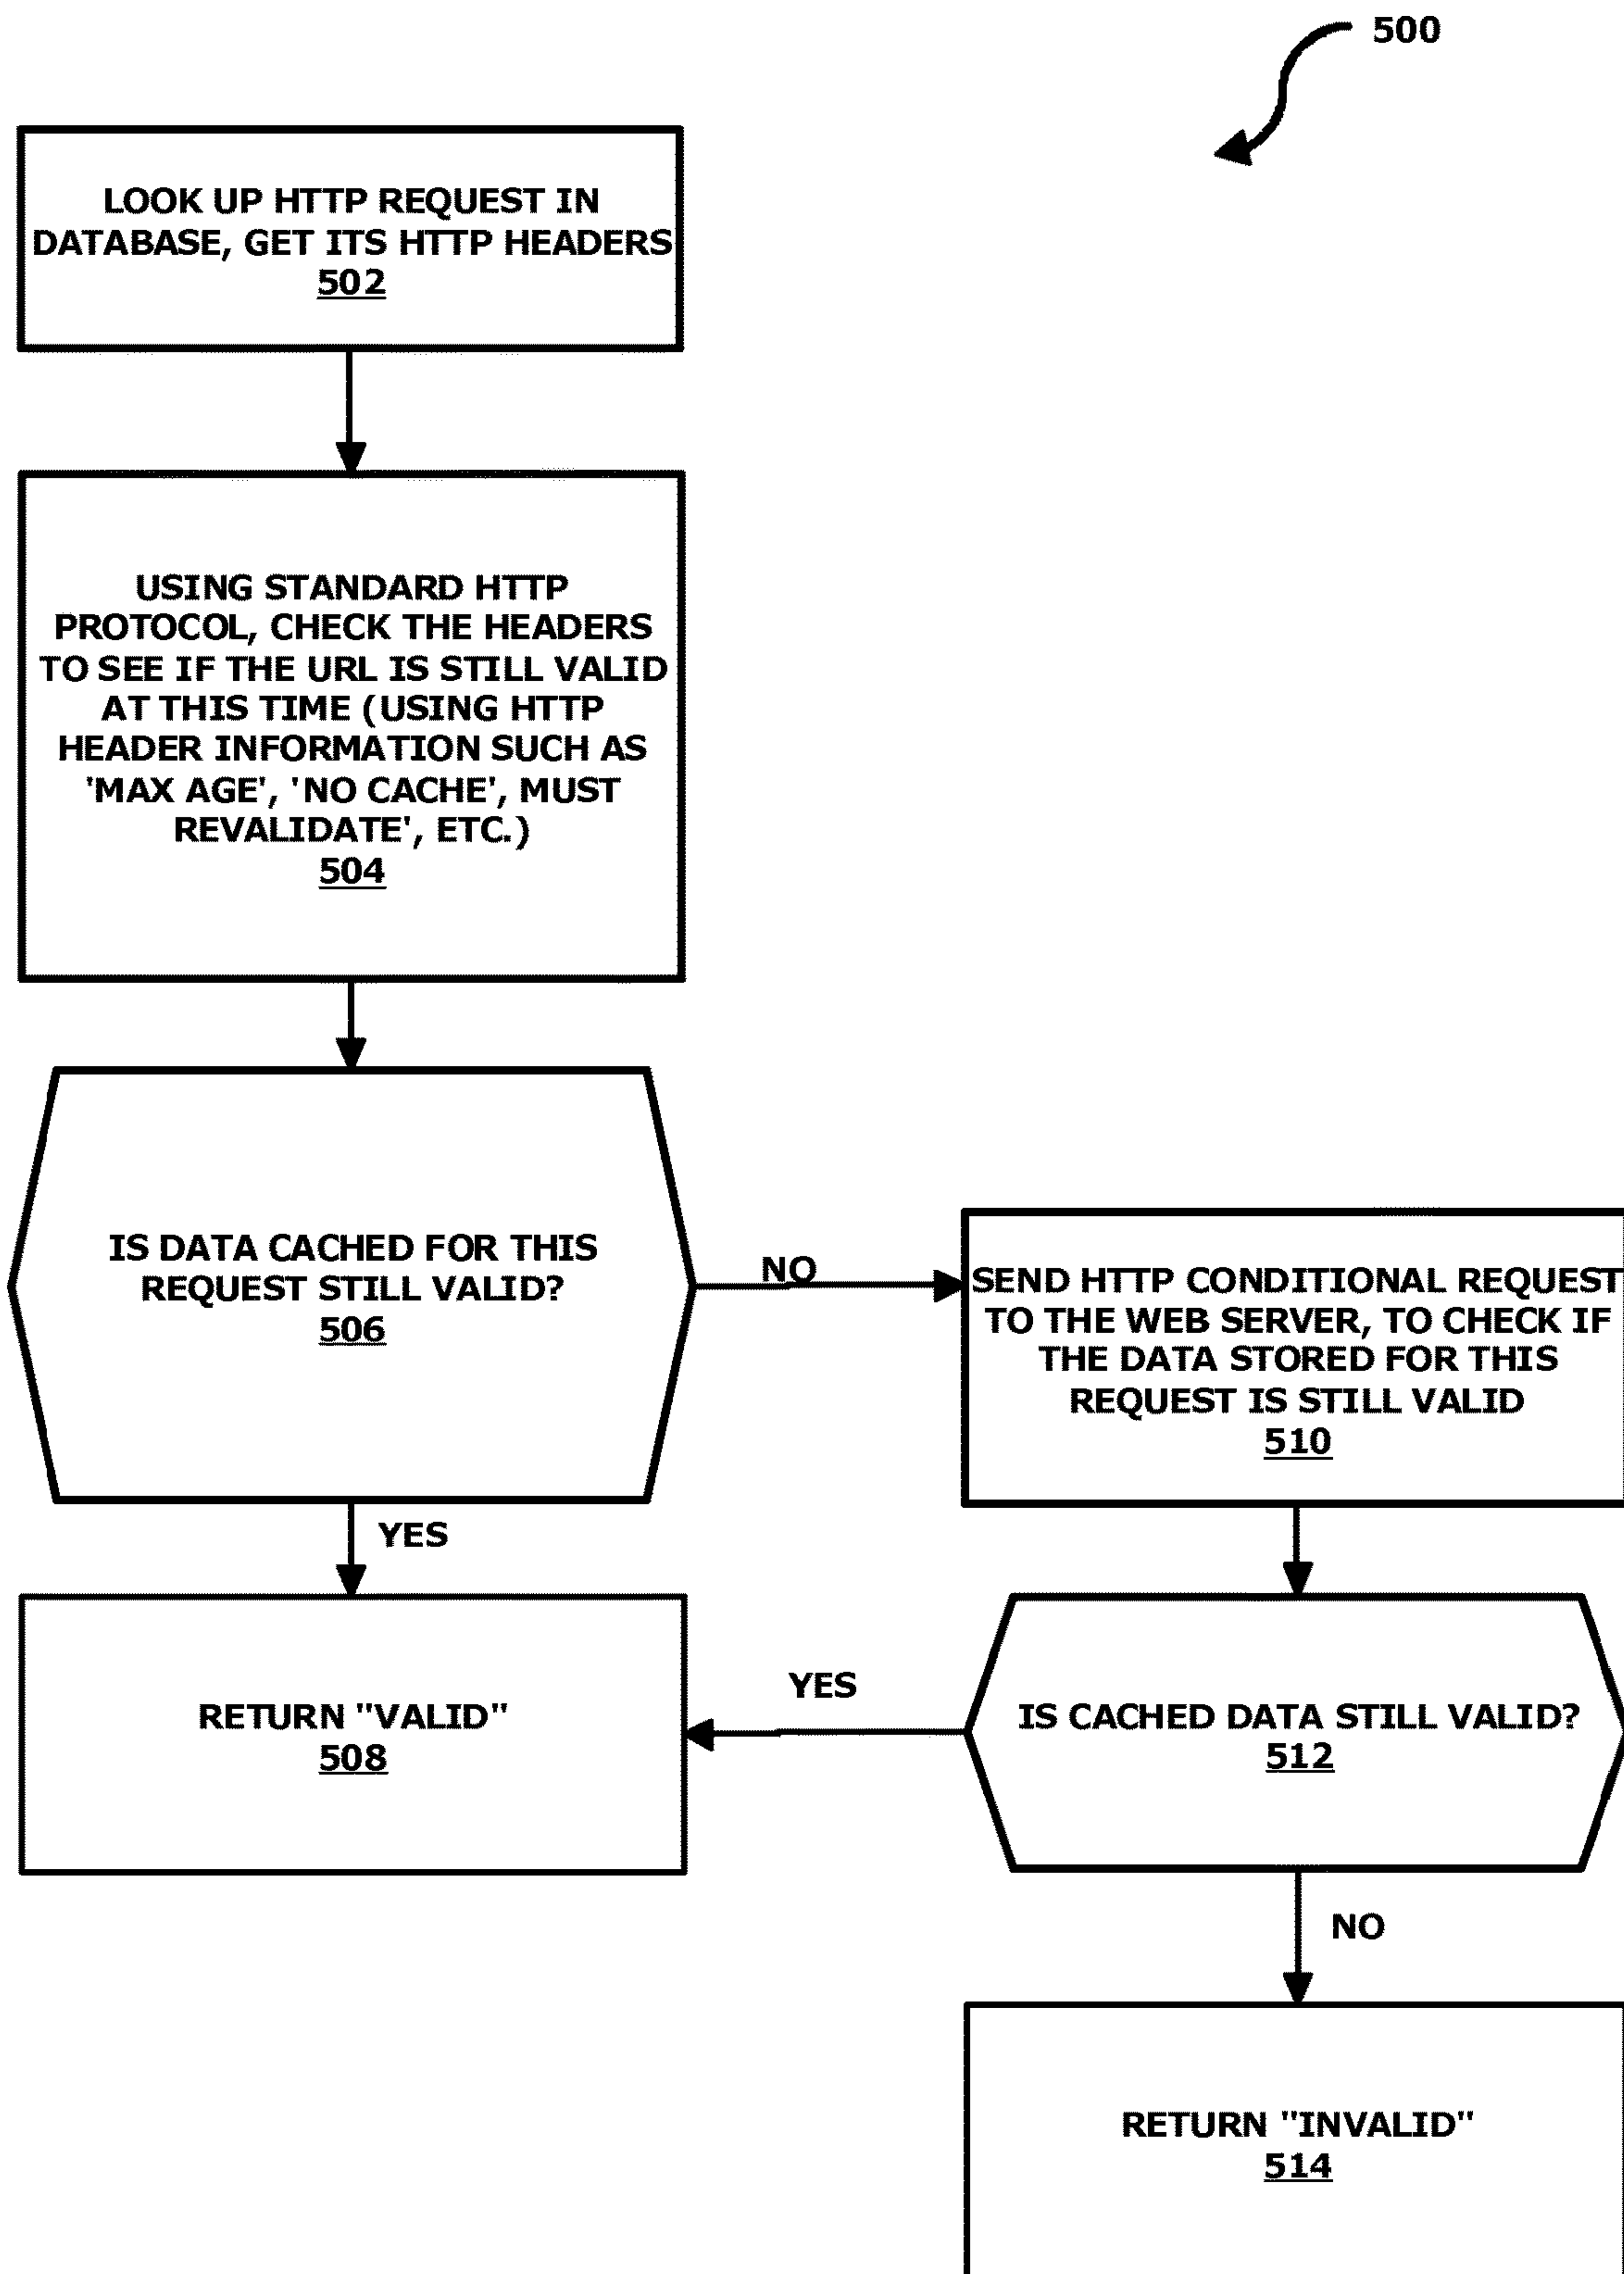 500
LOOK UP HTTP REQUEST IN
DATABASE, GET ITS HTTP HEADERS
502
USING STANDARD HTTP
PROTOCOL, CHECK THE HEADERS
TO SEE IF THE URL IS STILL VALID
AT THIS TIME (USING HTTP
HEADER INFORMATION SUCH AS
'MAX AGE', 'NO CACHE', MUST
REVALIDATE', ETC.)
504
IS DATA CACHED FOR THIS
REQUEST STILL VALID?
506
NO
SEND HTTP CONDITIONAL REQUEST
TO THE WEB SERVER, TO CHECK IF
THE DATA STORED FOR THIS
REQUEST IS STILL VALID
510
YES
RETURN "VALID"
508
YES
IS CACHED DATA STILL VALID?
512
NO
RETURN "INVALID"
514